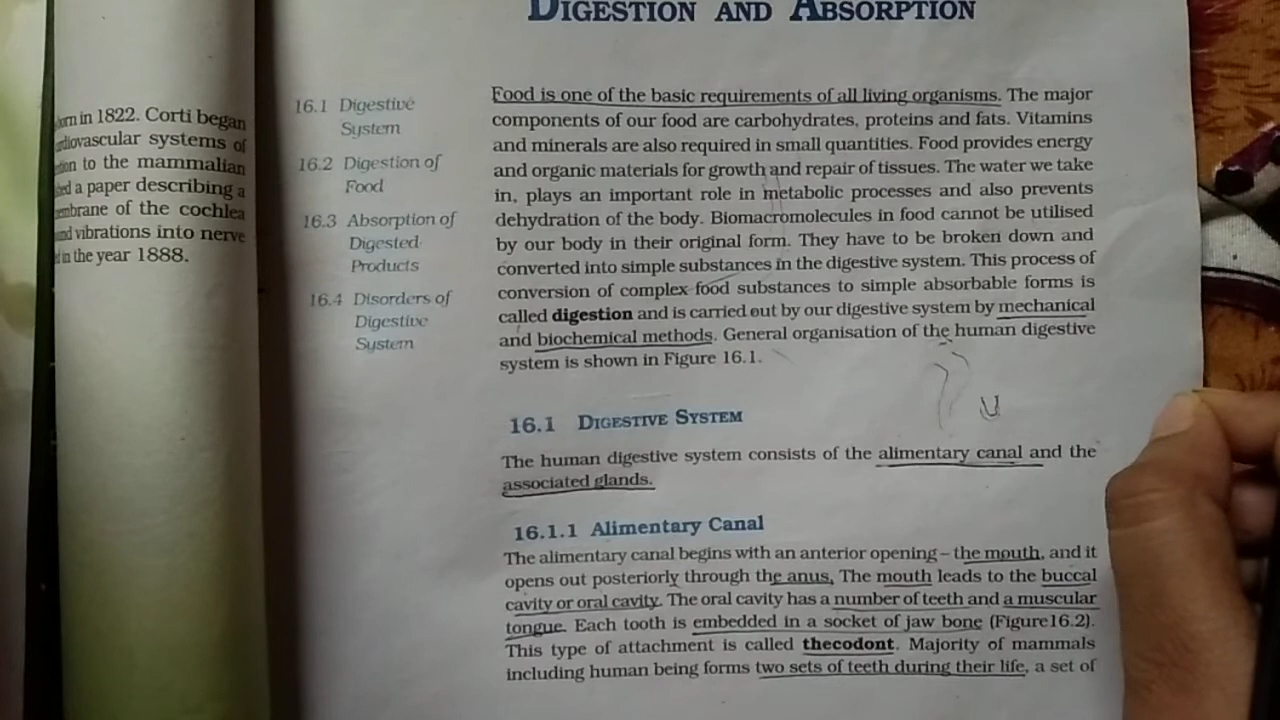 DIGESTION AND ABSORPTION
in 1822. Corti began
systems of
to the mammalian
a paper describing a
of the cochlea
vibrations into nerve
in the year 1888.
16.1 Digestive
System
16.2 Digestion of
Food
16.3 Absorption of
Digested
Products
16.4 Disorders of
Digestive
System
Food is one of the basic requirements of all living organisms. The major
components of our food are carbohydrates, proteins and fats. Vitamins
and minerals are also required in small quantities. Food provides energy
and organic materials for growth and repair of tissues. The water we take
in, plays an important role in metabolic processes and also prevents
dehydration of the body. Biomacromolecules in food cannot be utilised
by our body in their original form. They have to be broken down and
converted into simple substances in the digestive system. This process of
conversion of complex food substances to simple absorbable forms is
called digestion and is carried out by our digestive system by mechanical
and biochemical methods. General organisation of the human digestive
system is shown in Figure 16.1.
16.1 DIGESTIVE SYSTEM
The human digestive system consists of the alimentary canal and the
associated glands.
16.1.1 Alimentary Canal
The alimentary canal begins with an anterior opening – the mouth, and it
opens out posteriorly through the anus. The mouth leads to the buccal
cavity or oral cavity. The oral cavity has a number of teeth and a muscular
tongue. Each tooth is embedded in a socket of jaw bone (Figure16.2).
This type of attachment is called thecodont. Majority of mammals
including human being forms two sets of teeth during their life, a set of